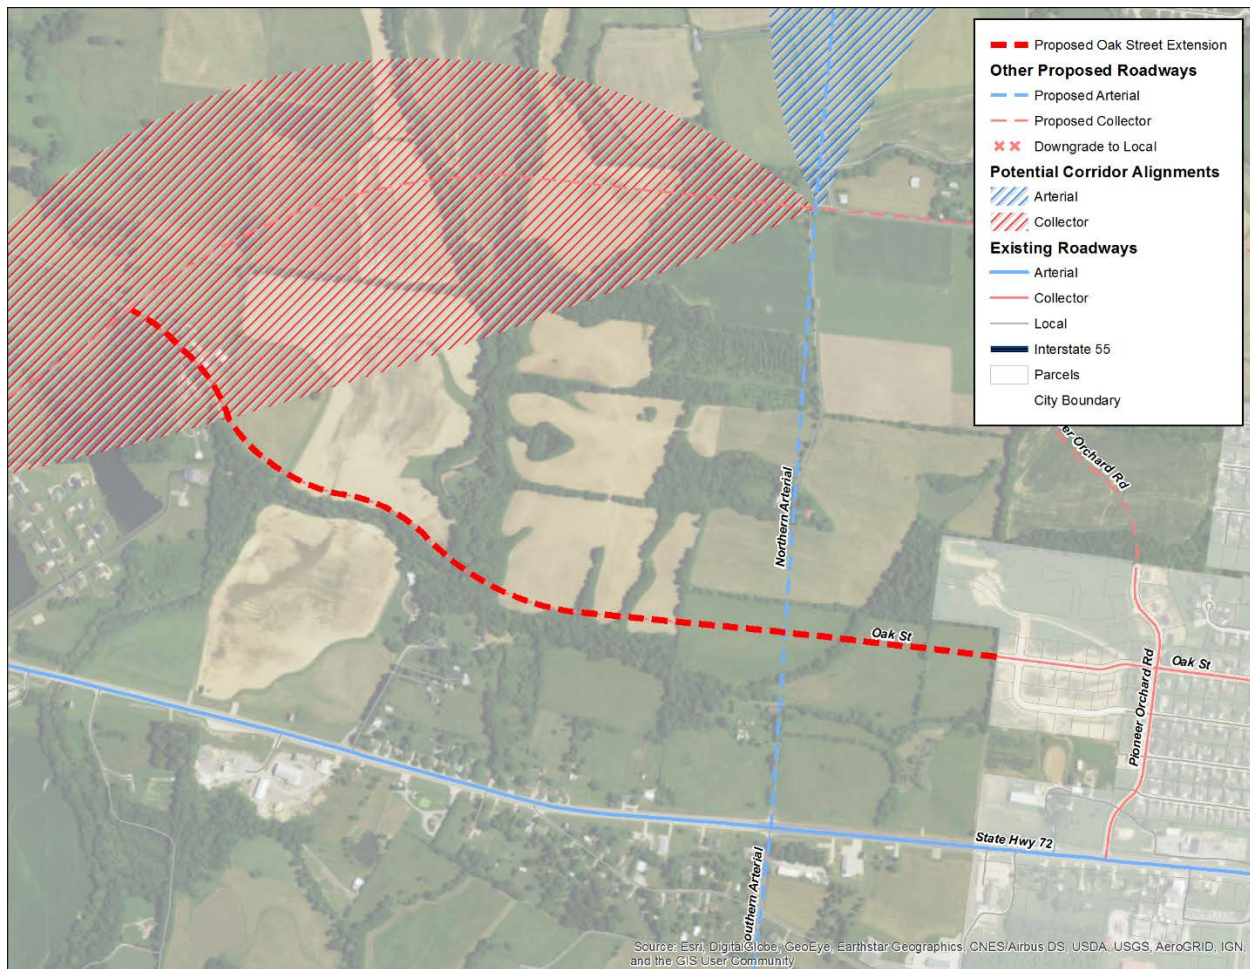 Proposed Oak Street Extension
Other Proposed Roadways
Proposed Arterial
Proposed Collector
Downgrade to Local
Potential Corridor Alignments
Arterial
Collector
Existing Roadways
Arterial
Collector
Local
Interstate 55
Parcels
City Boundary
er Orchard Rd
Northern Arterial
Oak St
Oak St
Pioneer Orchard Rd
State Hwy 72
outhern Arterial
Source: Esri, DigitalGlobe, GeoEye, Earthstar Geographics, CNES/Airbus DS, USDA, USGS, AeroGRID, IGN,
and the GIS User Community